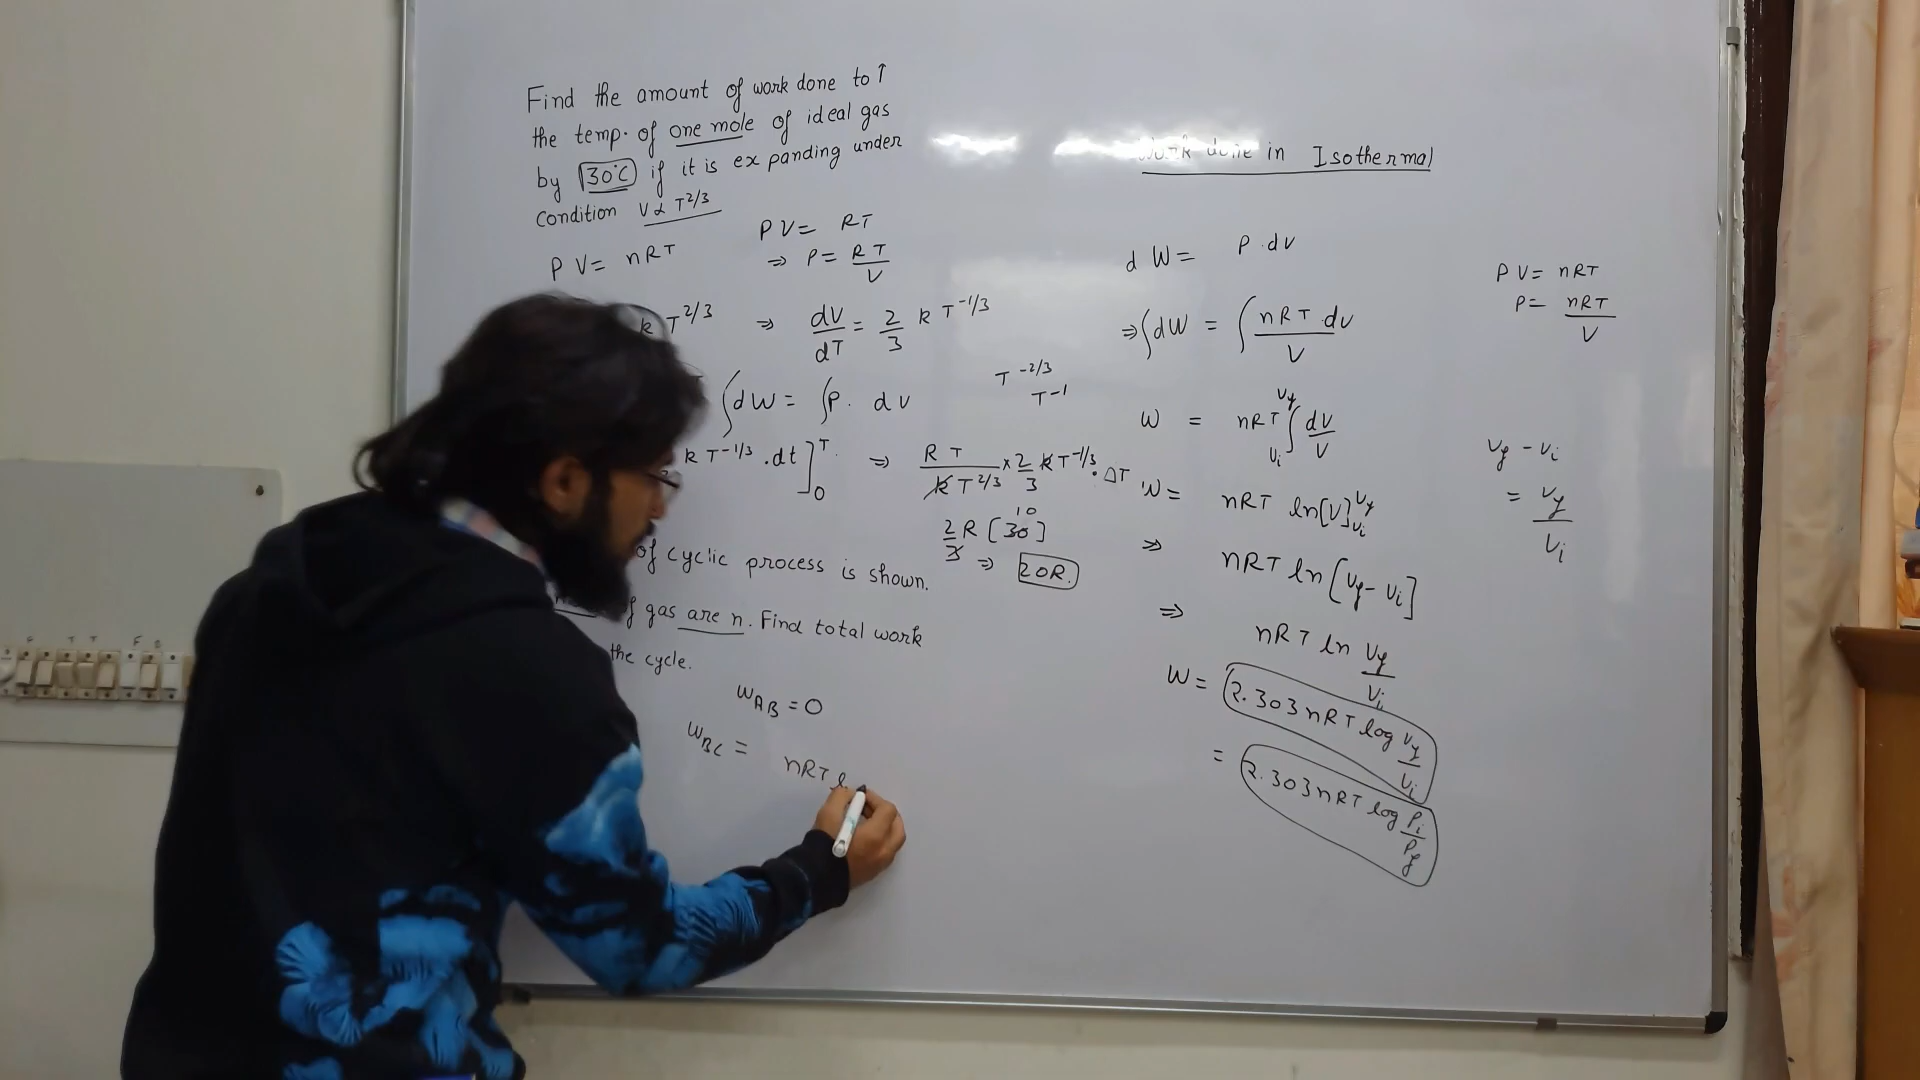 Find the amount of work done to ↑
the temp. of one mole of ideal gas
by 30°C if it is expanding under
Condition V α T^2/3
PV = nRT
PV = RT
⇒ P = RT/V
k T^2/3 ⇒ dV/dT = 2/3 k T^-1/3
∫dW = ∫P. dv
T^-2/3
T^-1
k T^-1/3 .dt]_0^T ⇒ RT/kT^2/3 × 2/3 kT^-1/3 . ΔT
2/3 R [30] 10
⇒ 20R.
of cyclic process is shown.
of gas are n. Find total work
the cycle.
W_AB = 0
W_BC = nRT l
Work done in Isothermal
dW = P.dv
⇒ ∫dW = ∫ nRT.dv/V
W = nRT ∫_Vi^Vf dV/V
W = nRT ln[V]_Vi^Vf
⇒ nRT ln[Vf - Vi]
⇒ nRT ln Vf/Vi
W = 2.303 nRT log Vf/Vi
= 2.303 nRT log Pi/Pf
PV = nRT
P = nRT/V
Vf - Vi
= Vf/Vi